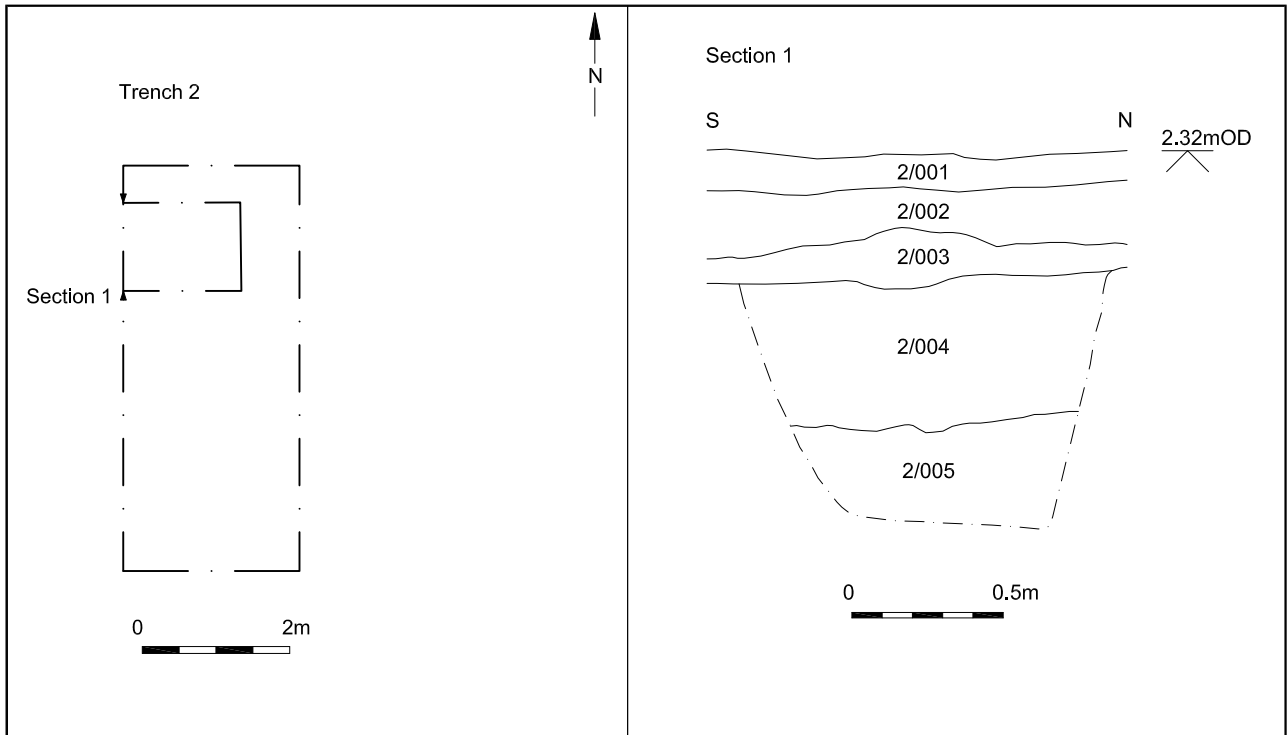 Trench 2
N
Section 1
0 2m
Section 1
S N
2.32mOD
2/001
2/002
2/003
2/004
2/005
0 0.5m